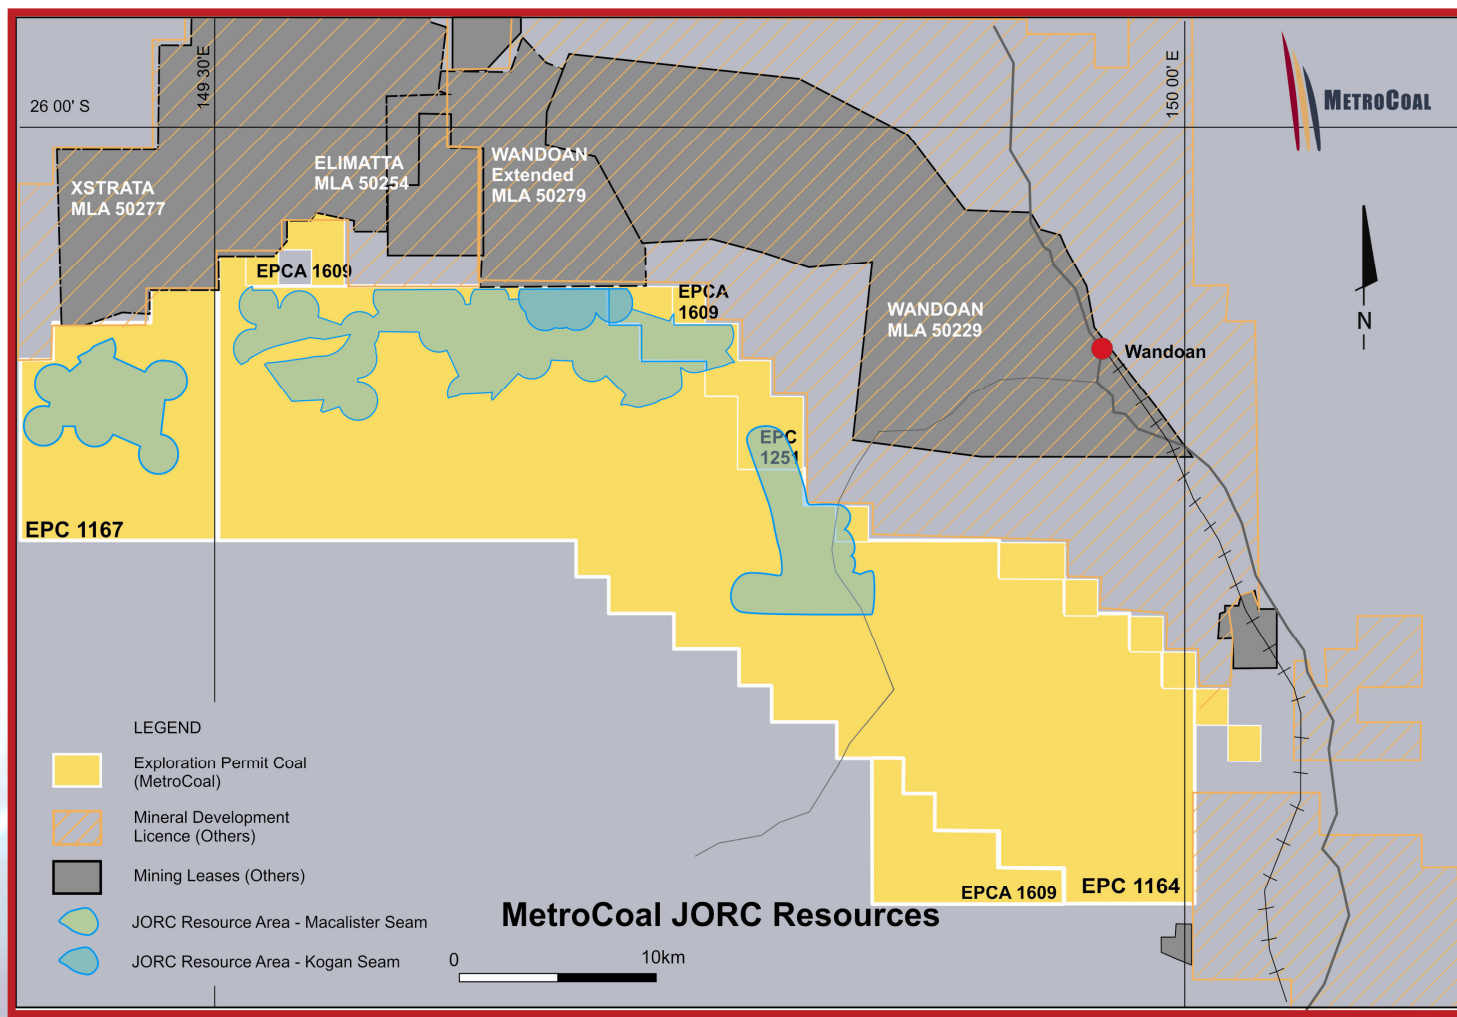 26 00' S
149 30'E
150 00' E
METROCOAL
XSTRATA
MLA 50277
ELIMATTA
MLA 50254
WANDOAN
Extended
MLA 50279
EPCA 1609
EPCA
1609
WANDOAN
MLA 50229
N
Wandoan
EPC
1251
EPC 1167
LEGEND
Exploration Permit Coal
(MetroCoal)
Mineral Development
Licence (Others)
Mining Leases (Others)
JORC Resource Area - Macalister Seam
JORC Resource Area - Kogan Seam
EPCA 1609
EPC 1164
MetroCoal JORC Resources
0
10km